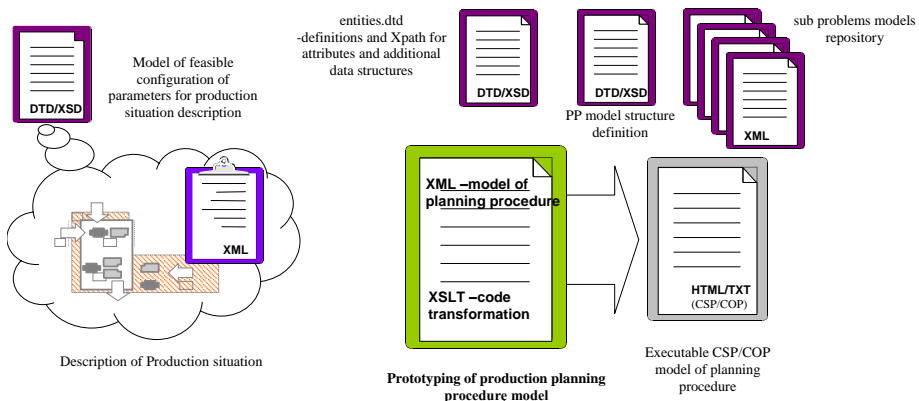 DTD/XSD
Model of feasible
configuration of
parameters for production
situation description
entities.dtd
-definitions and Xpath for
attributes and additional
data structures
DTD/XSD
DTD/XSD
PP model structure
definition
sub problems models
repository
XML
XML
Description of Production situation
XML –model of
planning procedure
XSLT –code
transformation
Prototyping of production planning
procedure model
HTML/TXT
(CSP/COP)
Executable CSP/COP
model of planning
procedure